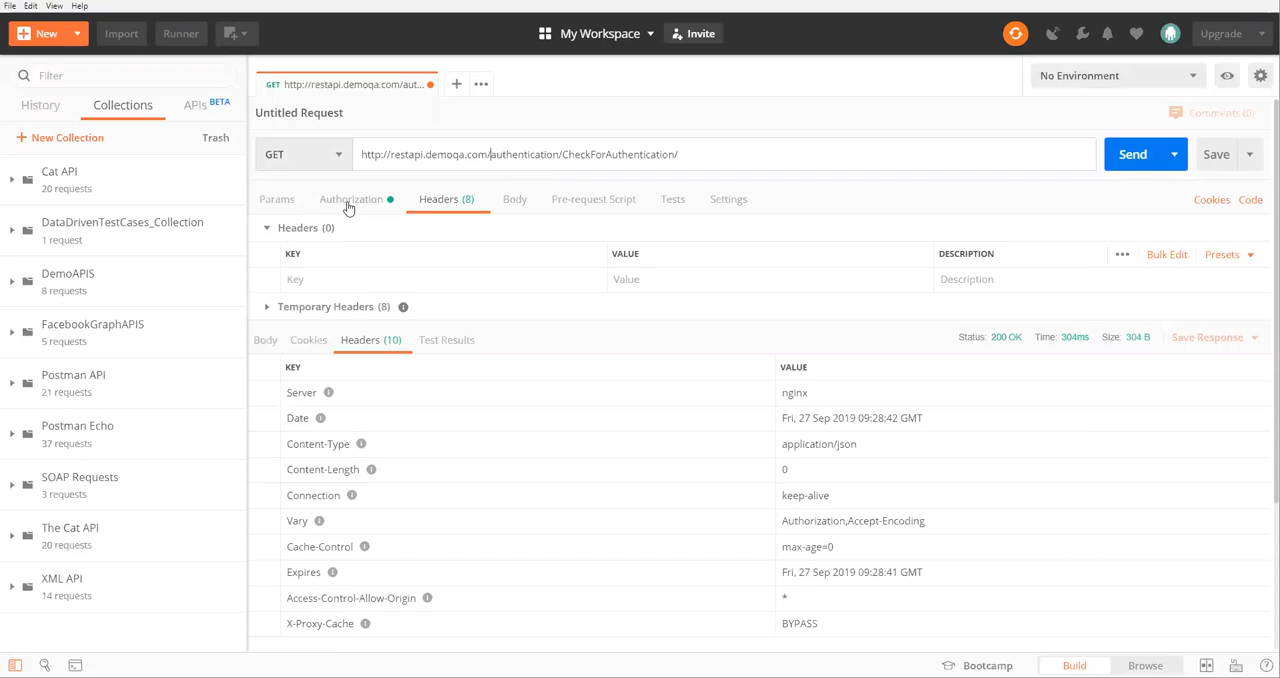 File Edit View Help
New Import Runner My Workspace Invite Upgrade
Filter
History Collections APIs BETA
New Collection Trash
Cat API
20 requests
DataDrivenTestCases_Collection
1 request
DemoAPIS
8 requests
FacebookGraphAPIS
5 requests
Postman API
21 requests
Postman Echo
37 requests
SOAP Requests
3 requests
The Cat API
20 requests
XML API
14 requests
GET http://restapi.demoqa.com/aut... No Environment
Untitled Request Comments (0)
GET http://restapi.demoqa.com/authentication/CheckForAuthentication/ Send Save
Params Authorization Headers (8) Body Pre-request Script Tests Settings Cookies Code
Headers (0)
KEY VALUE DESCRIPTION Bulk Edit Presets
Key Value Description
Temporary Headers (8)
Body Cookies Headers (10) Test Results Status: 200 OK Time: 304ms Size: 304 B Save Response
KEY VALUE
Server nginx
Date Fri, 27 Sep 2019 09:28:42 GMT
Content-Type application/json
Content-Length 0
Connection keep-alive
Vary Authorization,Accept-Encoding
Cache-Control max-age=0
Expires Fri, 27 Sep 2019 09:28:41 GMT
Access-Control-Allow-Origin *
X-Proxy-Cache BYPASS
Bootcamp Build Browse